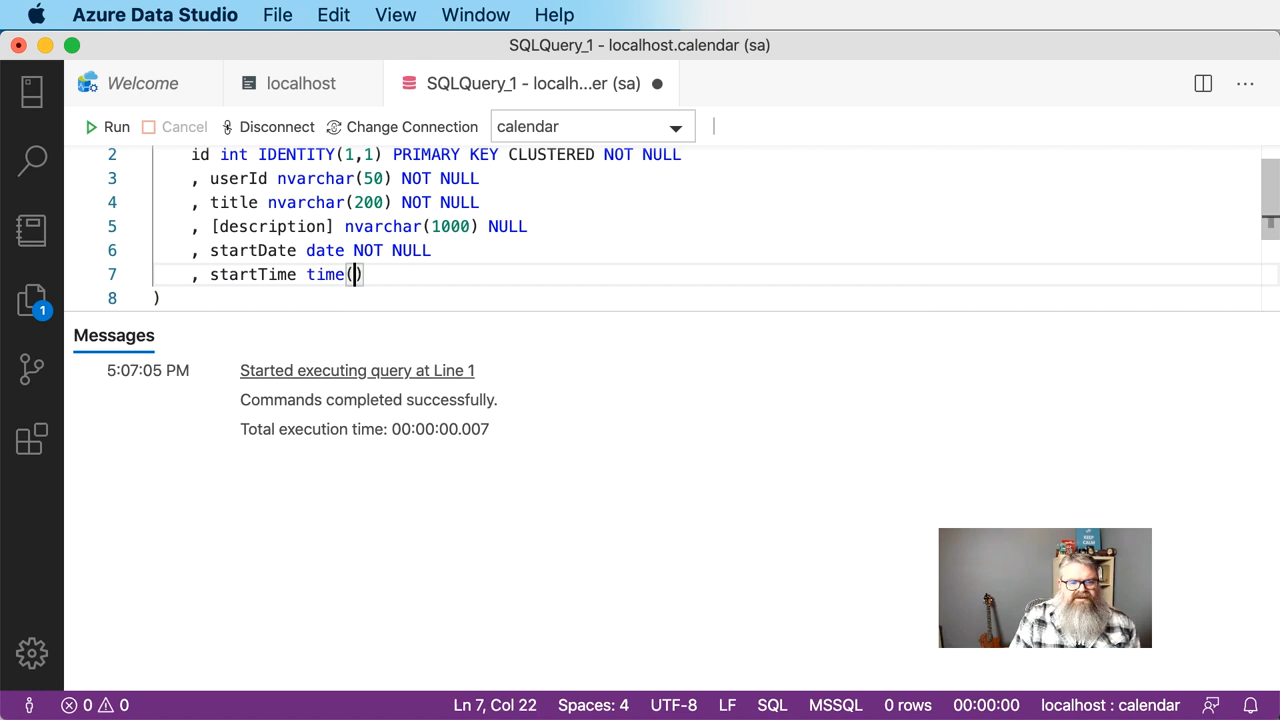 Azure Data Studio File Edit View Window Help
SQLQuery_1 - localhost.calendar (sa)
Welcome localhost SQLQuery_1 - localh...er (sa)
Run Cancel Disconnect Change Connection calendar
2 id int IDENTITY(1,1) PRIMARY KEY CLUSTERED NOT NULL
3 , userId nvarchar(50) NOT NULL
4 , title nvarchar(200) NOT NULL
5 , [description] nvarchar(1000) NULL
6 , startDate date NOT NULL
7 , startTime time()
8 )
1
Messages
5:07:05 PM Started executing query at Line 1
Commands completed successfully.
Total execution time: 00:00:00.007
KEEP
CALM
0 0 Ln 7, Col 22 Spaces: 4 UTF-8 LF SQL MSSQL 0 rows 00:00:00 localhost : calendar